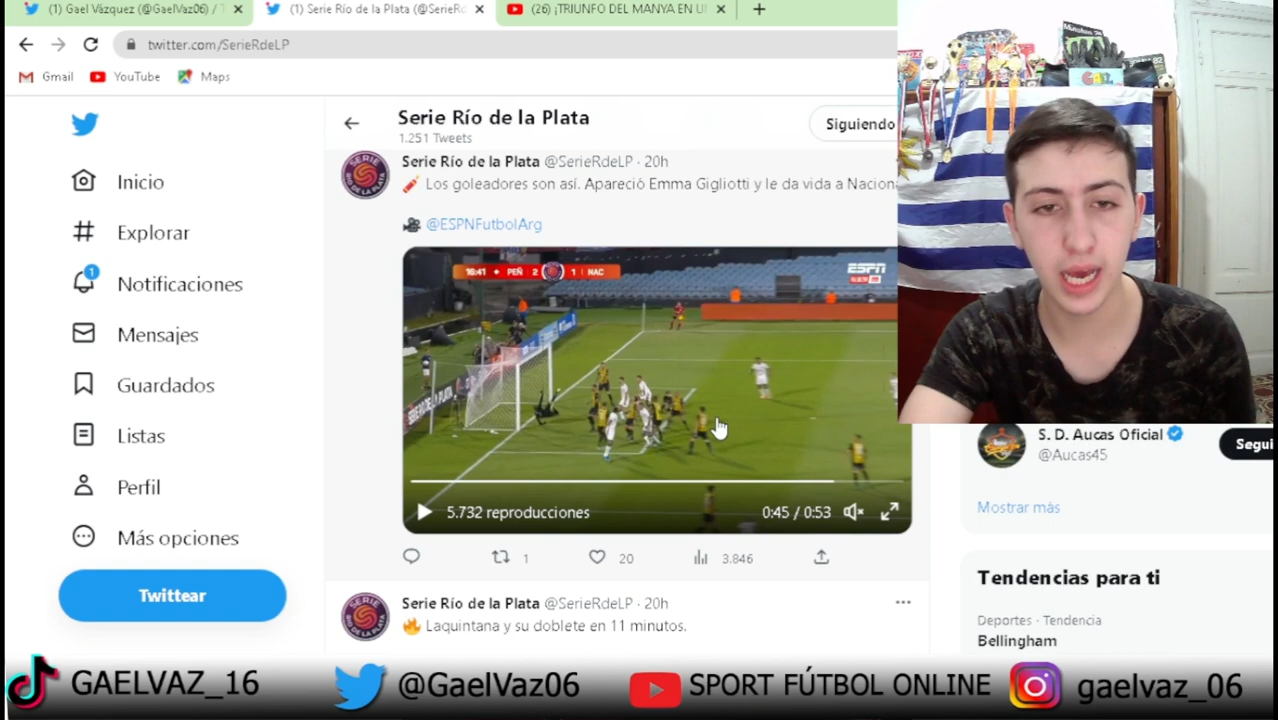 (1) Gael Vázquez (@GaelVaz06) / T
(1) Serie Río de la Plata (@SerieRd
(26) ¡TRIUNFO DEL MANYA EN U
twitter.com/SerieRdeLP
Gmail
YouTube
Maps
Inicio
Explorar
1
Notificaciones
Mensajes
Guardados
Listas
Perfil
Más opciones
Twittear
Serie Río de la Plata
1.251 Tweets
Siguiendo
Serie Río de la Plata @SerieRdeLP · 20h
Los goleadores son así. Apareció Emma Gigliotti y le da vida a Naciona
@ESPNFutbolArg
16:41 PEÑ 2 1 NAC
ESPN
5.732 reproducciones
0:45 / 0:53
1
20
3.846
Serie Río de la Plata @SerieRdeLP · 20h
Laquintana y su doblete en 11 minutos.
S. D. Aucas Oficial
@Aucas45
Segui
Mostrar más
Tendencias para ti
Deportes · Tendencia
Bellingham
GAELVAZ_16
@GaelVaz06
SPORT FÚTBOL ONLINE
gaelvaz_06